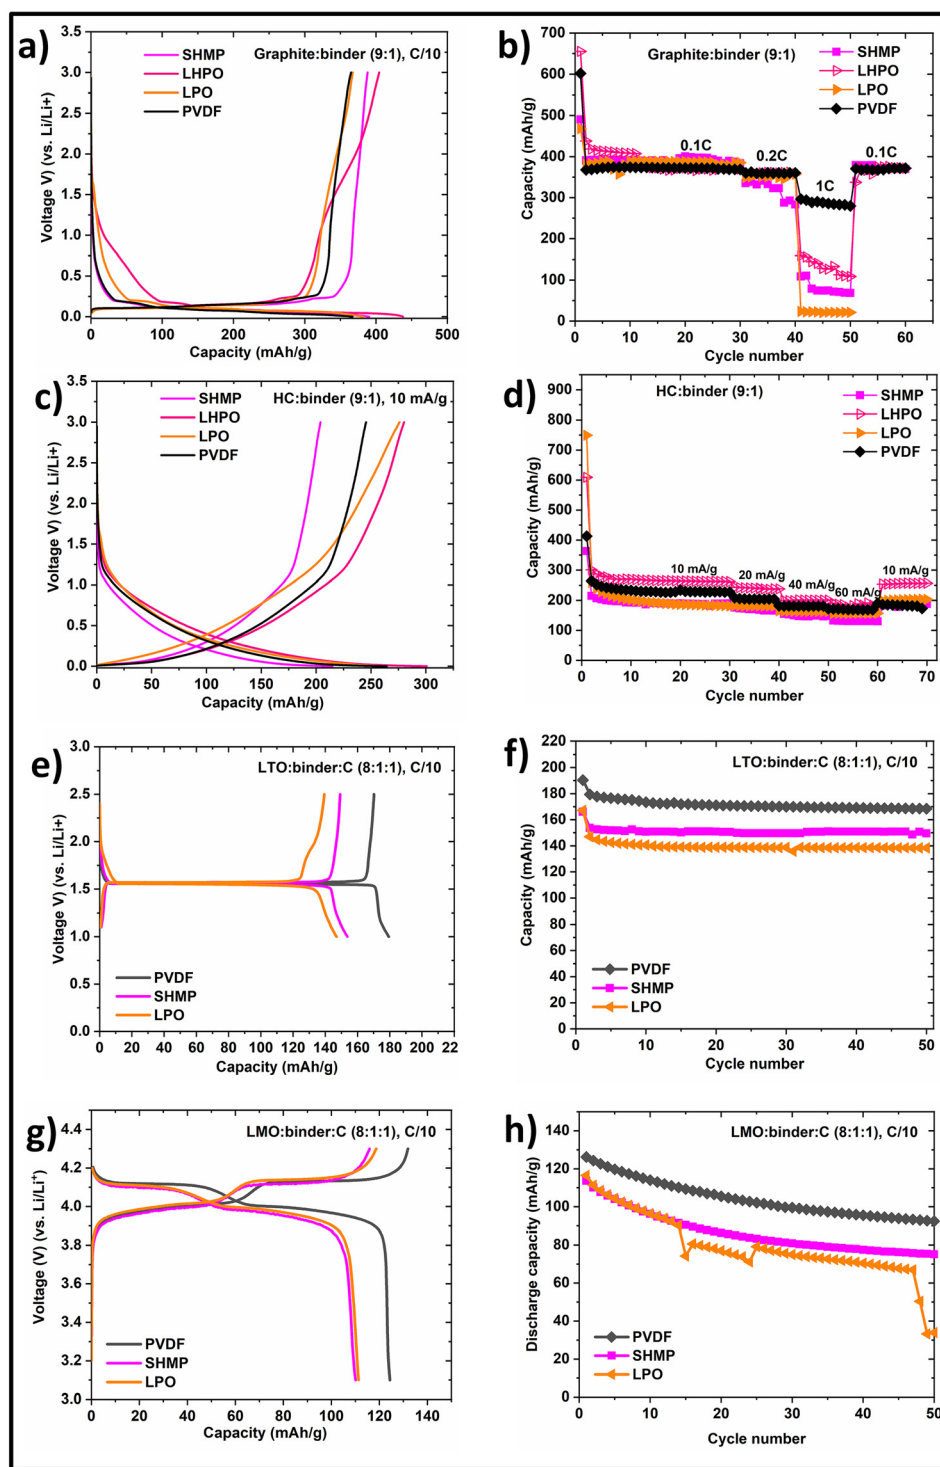 a)
Graphite:binder (9:1), C/10
SHMP
LHPO
LPO
PVDF
3.5
3.0
2.5
2.0
1.5
1.0
0.5
0.0
0 100 200 300 400 500
Voltage V) (vs. Li/Li+)
Capacity (mAh/g)
b)
Graphite:binder (9:1)
SHMP
LHPO
LPO
PVDF
0.1C
0.2C
1C
0.1C
700
600
500
400
300
200
100
0
0 10 20 30 40 50 60
Capacity (mAh/g)
Cycle number
c)
HC:binder (9:1), 10 mA/g
SHMP
LHPO
LPO
PVDF
3.5
3.0
2.5
2.0
1.5
1.0
0.5
0.0
0 50 100 150 200 250 300
Voltage V) (vs. Li/Li+)
Capacity (mAh/g)
d)
HC:binder (9:1)
SHMP
LHPO
LPO
PVDF
10 mA/g
20 mA/g
40 mA/g
60 mA/g
10 mA/g
900
800
700
600
500
400
300
200
100
0
0 10 20 30 40 50 60 70
Capacity (mAh/g)
Cycle number
e)
LTO:binder:C (8:1:1), C/10
PVDF
SHMP
LPO
3.0
2.5
2.0
1.5
1.0
0.5
0.0
0 20 40 60 80 100 120 140 160 180 200 22
Voltage V) (vs. Li/Li+)
Capacity (mAh/g)
f)
LTO:binder:C (8:1:1), C/10
PVDF
SHMP
LPO
220
200
180
160
140
120
100
80
60
40
20
0
0 10 20 30 40 50
Capacity (mAh/g)
Cycle number
g)
LMO:binder:C (8:1:1), C/10
PVDF
SHMP
LPO
4.4
4.2
4.0
3.8
3.6
3.4
3.2
3.0
0 20 40 60 80 100 120 140
Voltage (V) (vs. Li/Li+)
Capacity (mAh/g)
h)
LMO:binder:C (8:1:1), C/10
PVDF
SHMP
LPO
140
120
100
80
60
40
20
0
0 10 20 30 40 50
Discharge capacity (mAh/g)
Cycle number